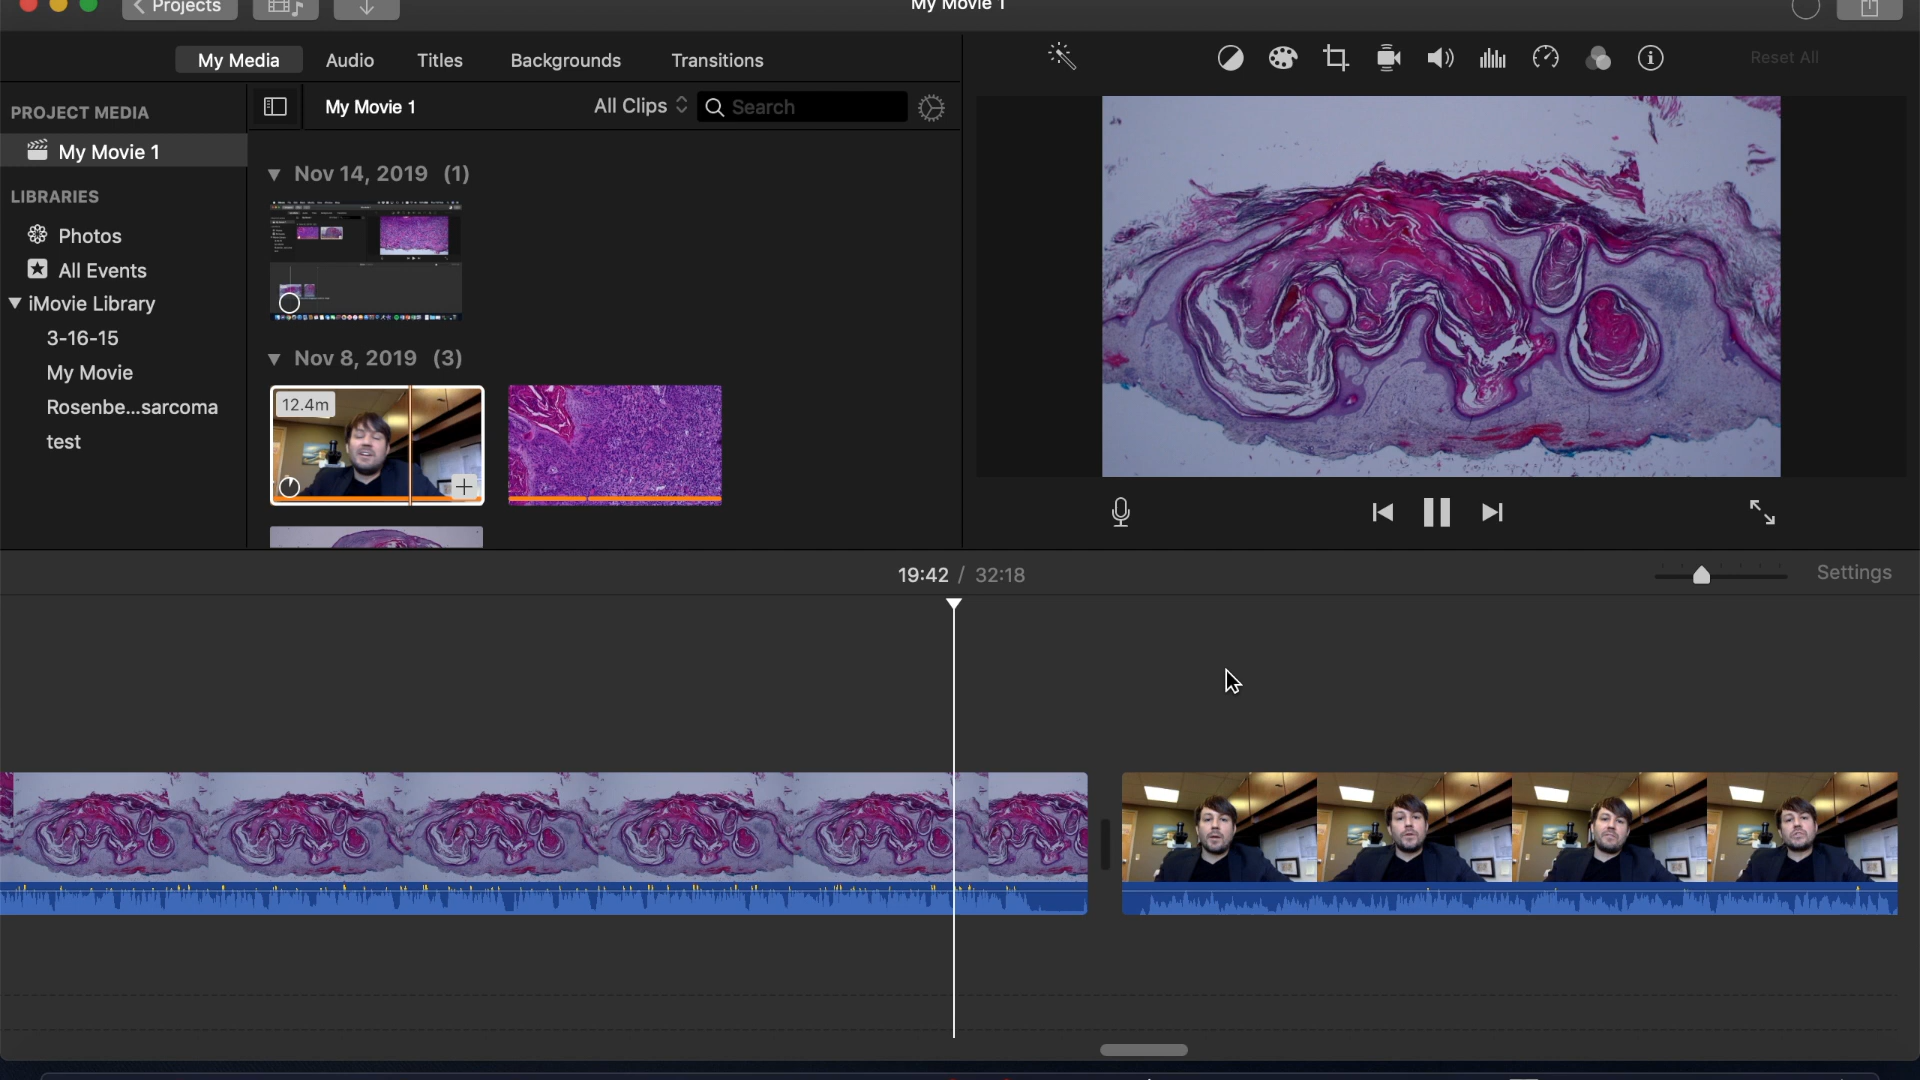 Projects
My Movie 1
My Media Audio Titles Backgrounds Transitions
Reset All
PROJECT MEDIA
My Movie 1
LIBRARIES
Photos
All Events
iMovie Library
3-16-15
My Movie
Rosenbe...sarcoma
test
My Movie 1 All Clips Search
Nov 14, 2019 (1)
Nov 8, 2019 (3)
12.4m
19:42 / 32:18
Settings